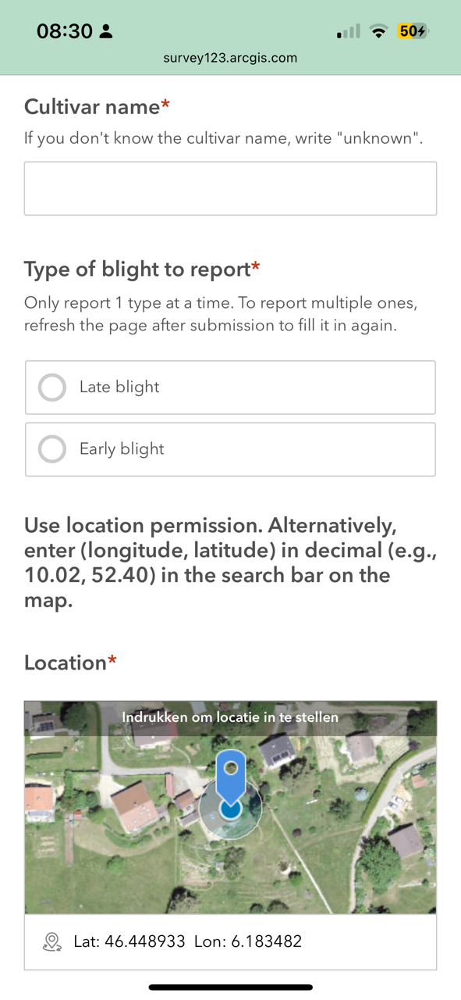 08:30
50
survey123.arcgis.com
Cultivar name*
If you don't know the cultivar name, write "unknown".
Type of blight to report*
Only report 1 type at a time. To report multiple ones,
refresh the page after submission to fill it in again.
Late blight
Early blight
Use location permission. Alternatively,
enter (longitude, latitude) in decimal (e.g.,
10.02, 52.40) in the search bar on the
map.
Location*
Indrukken om locatie in te stellen
Lat: 46.448933 Lon: 6.183482